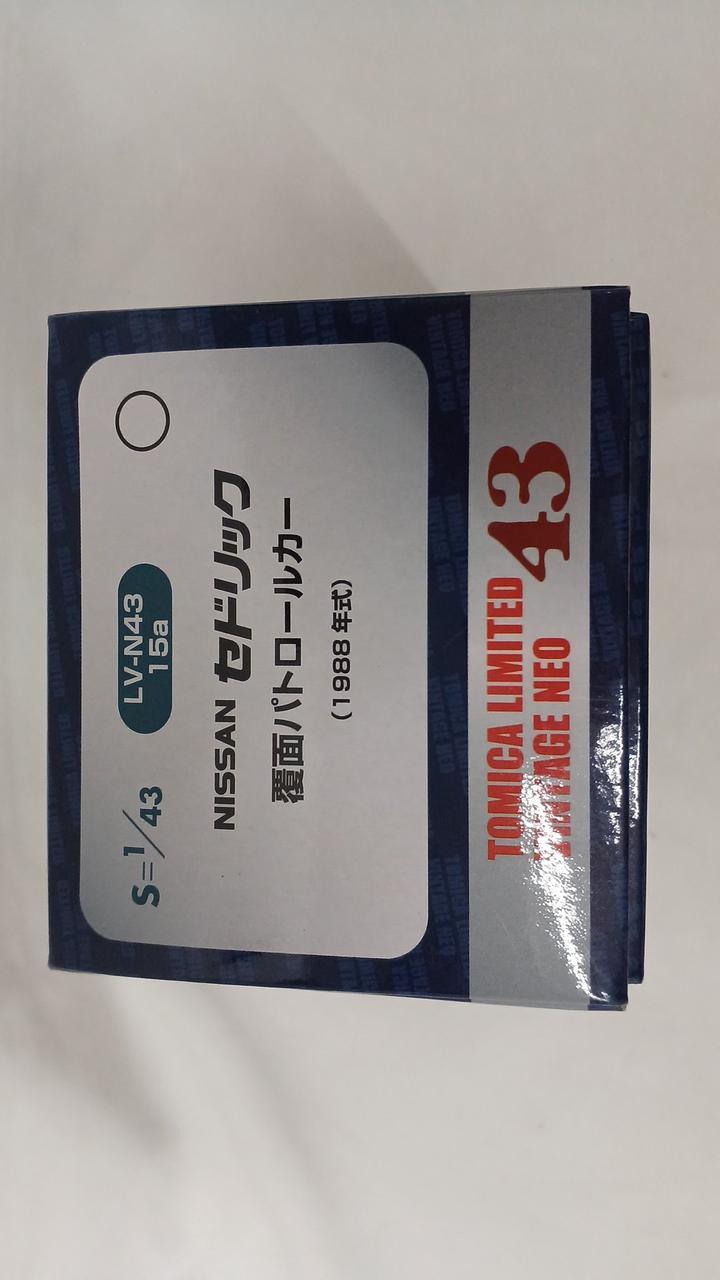 S=1/43
LV-N43
15a
NISSAN セドリック
覆面パトロールカー
(1988年式)
TOMICA LIMITED
VINTAGE NEO
43